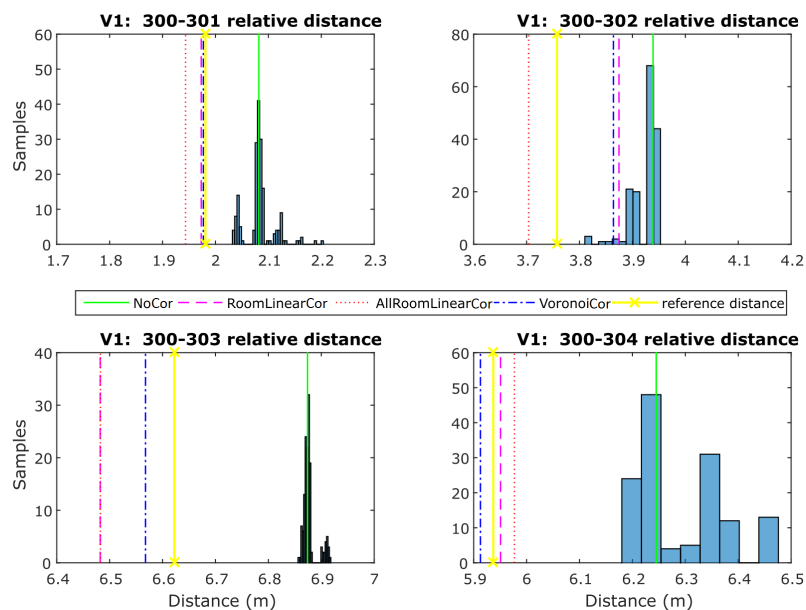 V1:  300-301 relative distance
60
50
40
30
20
10
0
Samples
1.7 1.8 1.9 2 2.1 2.2 2.3
V1:  300-302 relative distance
80
60
40
20
0
3.6 3.7 3.8 3.9 4 4.1 4.2
NoCor RoomLinearCor AllRoomLinearCor VoronoiCor reference distance
V1:  300-303 relative distance
40
30
20
10
0
Samples
6.4 6.5 6.6 6.7 6.8 6.9 7
Distance (m)
V1:  300-304 relative distance
60
50
40
30
20
10
0
5.9 6 6.1 6.2 6.3 6.4 6.5
Distance (m)